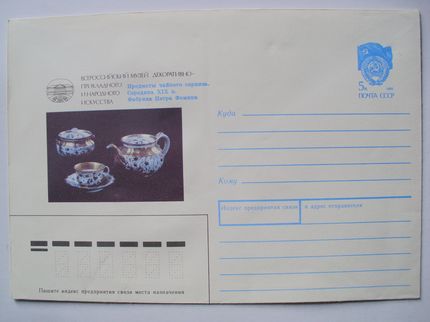 ВСЕРОССИЙСКИЙ МУЗЕЙ ДЕКОРАТИВНО-
ПРИКЛАДНОГО
И НАРОДНОГО
ИСКУССТВА
Предметы чайного сервиза.
Середина XIX в.
Фабрика Петра Фомина
5к
ПОЧТА СССР
Куда
Кому
Индекс предприятия связи и адрес отправителя
Пишите индекс предприятия связи места назначения